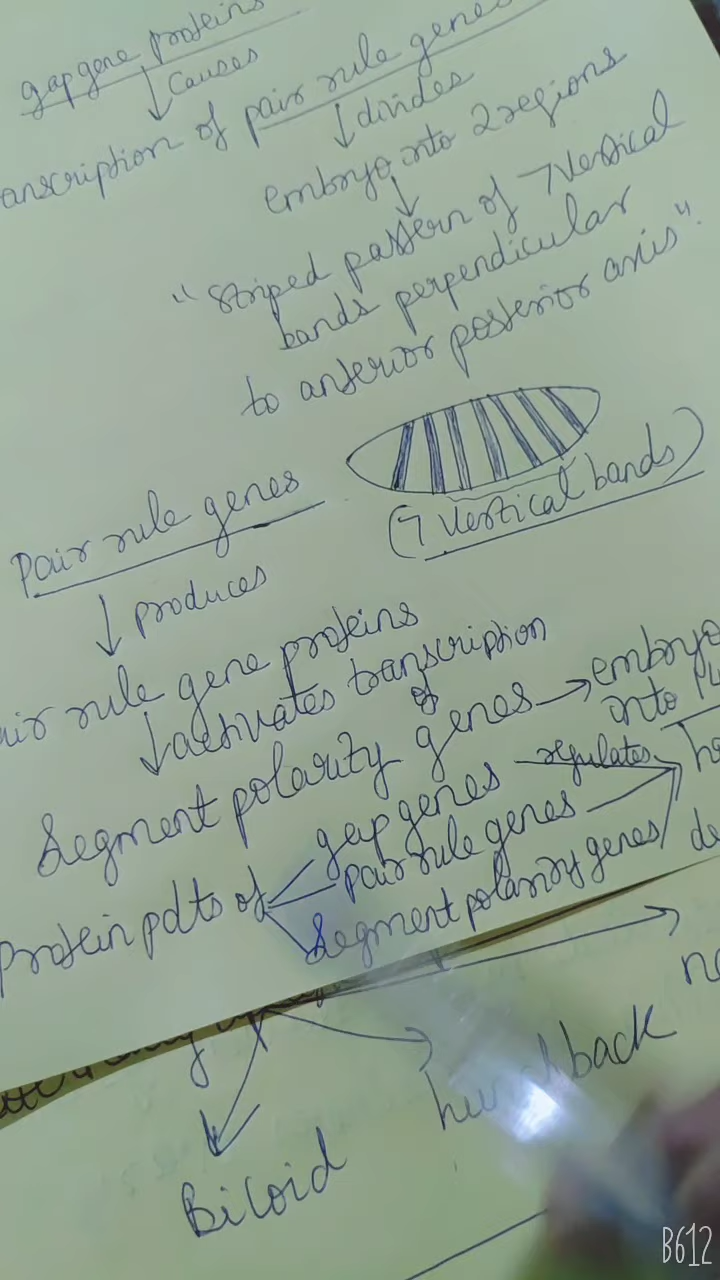 gap gene proteins
↓ causes
anscription of pair rule genes
↓ divides
embryo into 2 regions
↓
"Striped pattern of 7 vertical
bands perpendicular
to anterior posterior axis".
(7 vertical bands)
Pair rule genes
↓ produces
air rule gene proteins
↓ activates transcription
of
Segment polarity genes → embryo
into
gap genes regulates
pair rule genes
Protein pdts of
Segment polarity genes
Bicoid
B612